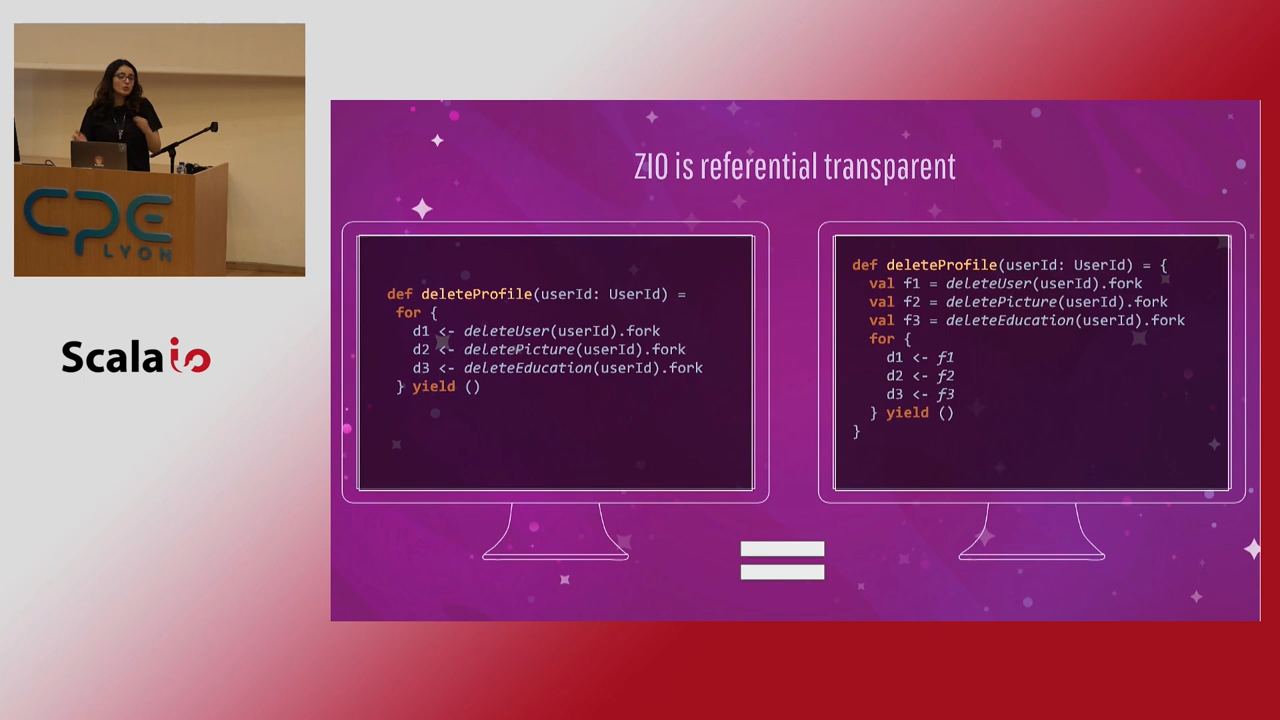 CPE
LYON
Scalaio
ZIO is referential transparent
def deleteProfile(userId: UserId) =
for {
d1 <- deleteUser(userId).fork
d2 <- deletePicture(userId).fork
d3 <- deleteEducation(userId).fork
} yield ()
def deleteProfile(userId: UserId) = {
val f1 = deleteUser(userId).fork
val f2 = deletePicture(userId).fork
val f3 = deleteEducation(userId).fork
for {
d1 <- f1
d2 <- f2
d3 <- f3
} yield ()
}